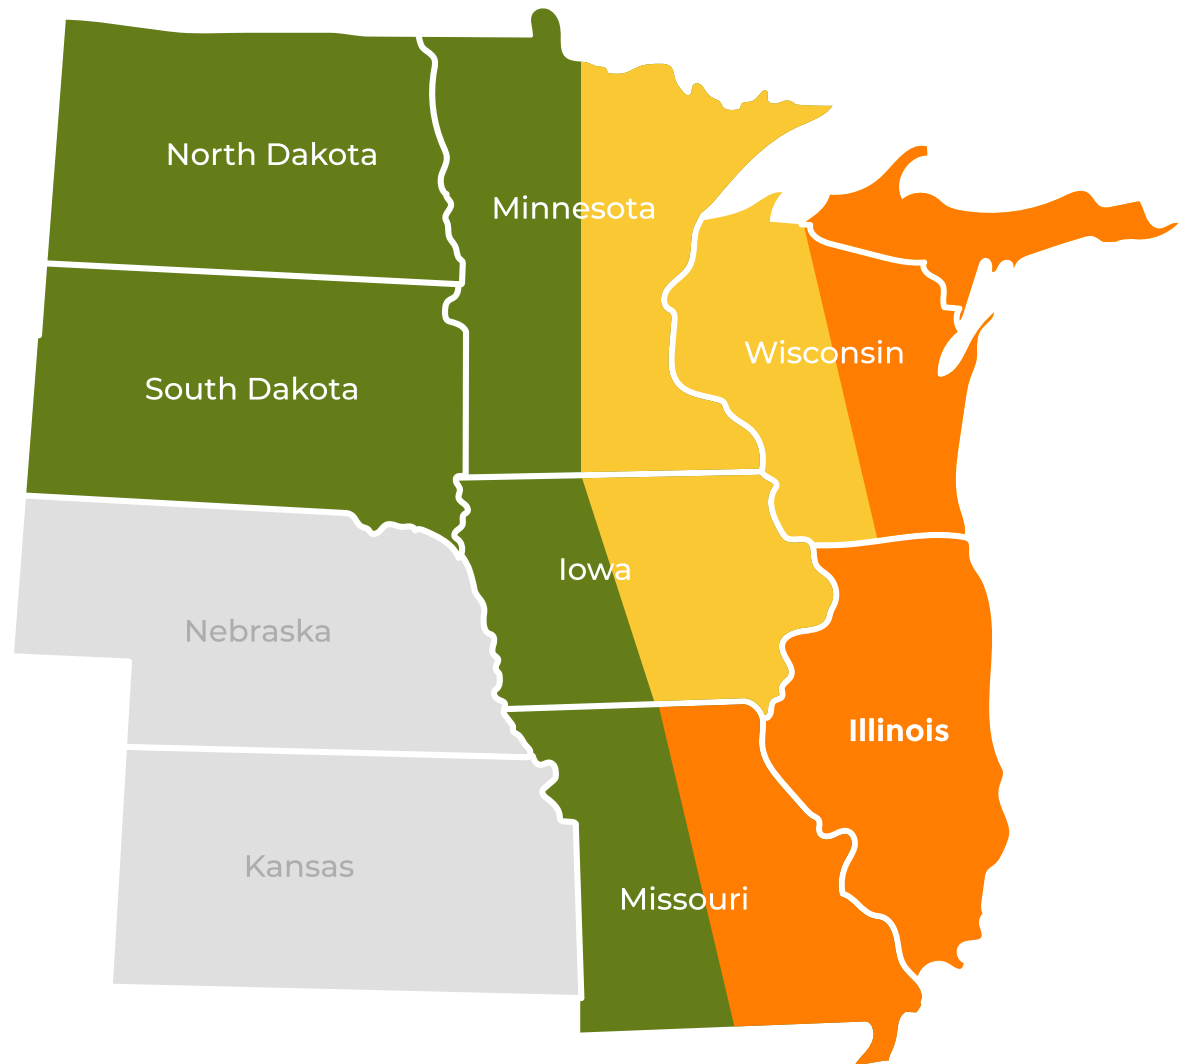 North Dakota
Minnesota
South Dakota
Wisconsin
Iowa
Nebraska
Illinois
Kansas
Missouri